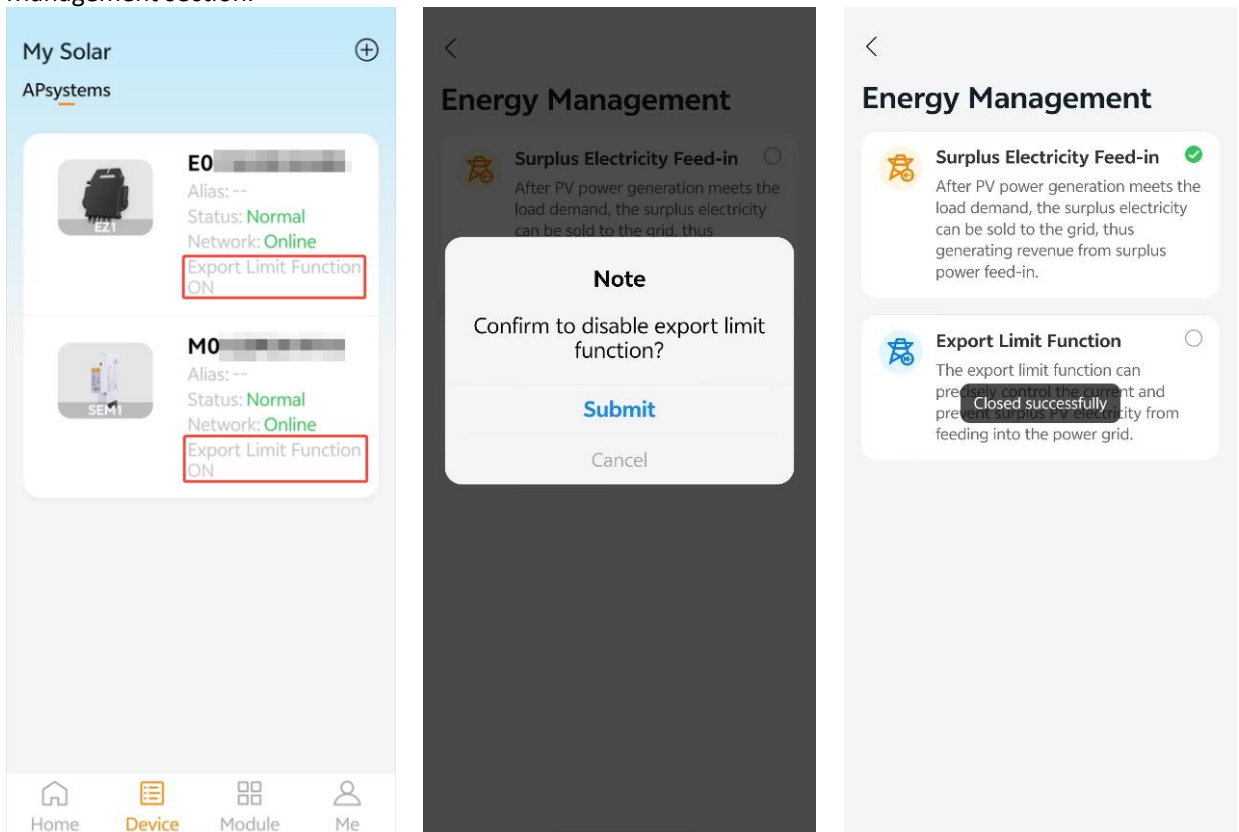 management section.
My Solar
APsystems
E0
Alias: --
Status: Normal
Network: Online
Export Limit Function
ON
EZ1
M0
Alias: --
Status: Normal
Network: Online
Export Limit Function
ON
SEM1
Home
Device
Module
Me
Energy Management
Surplus Electricity Feed-in
After PV power generation meets the
load demand, the surplus electricity
can be sold to the grid, thus
Note
Confirm to disable export limit
function?
Submit
Cancel
Energy Management
Surplus Electricity Feed-in
After PV power generation meets the
load demand, the surplus electricity
can be sold to the grid, thus
generating revenue from surplus
power feed-in.
Export Limit Function
The export limit function can
precisely control the current and
prevent surplus PV electricity from
feeding into the power grid.
Closed successfully